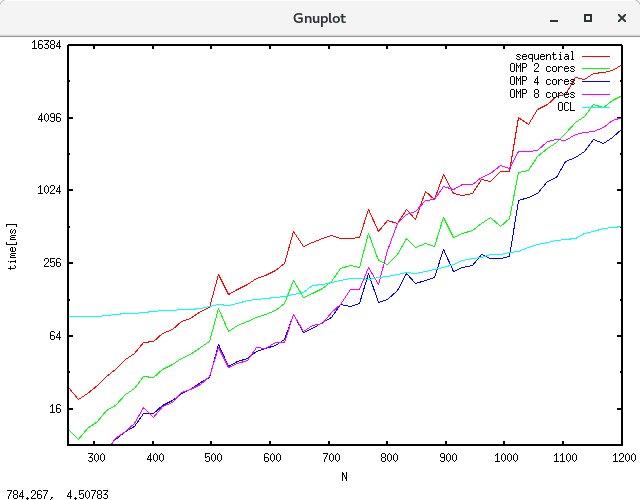 Gnuplot
16384
4096
1024
256
64
16
time[ms]
sequential
OMP 2 cores
OMP 4 cores
OMP 8 cores
OCL
300 400 500 600 700 800 900 1000 1100 1200
N
784.267, 4.50783